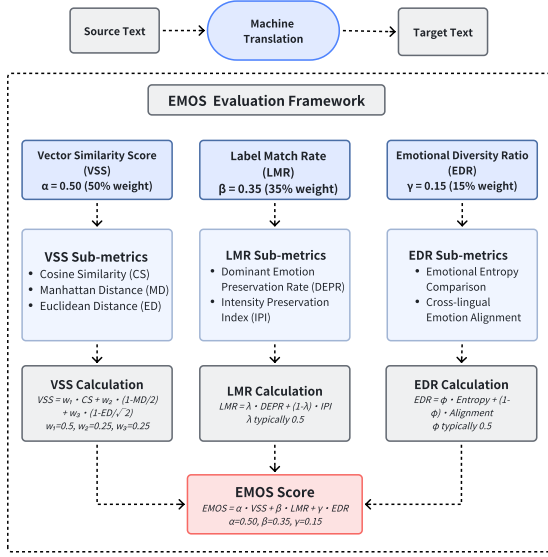 Source Text
Machine
Translation
Target Text
EMOS Evaluation Framework
Vector Similarity Score
(VSS)
α = 0.50 (50% weight)
Label Match Rate
(LMR)
β = 0.35 (35% weight)
Emotional Diversity Ratio
(EDR)
γ = 0.15 (15% weight)
VSS Sub-metrics
• Cosine Similarity (CS)
• Manhattan Distance (MD)
• Euclidean Distance (ED)
LMR Sub-metrics
• Dominant Emotion
Preservation Rate (DEPR)
• Intensity Preservation
Index (IPI)
EDR Sub-metrics
• Emotional Entropy
Comparison
• Cross-lingual
Emotion Alignment
VSS Calculation
VSS = w₁ · CS + w₂ · (1-MD/2)
+ w₃ · (1-ED/√2)
w₁=0.5, w₂=0.25, w₃=0.25
LMR Calculation
LMR = λ · DEPR + (1-λ) · IPI
λ typically 0.5
EDR Calculation
EDR = ϕ · Entropy + (1-
ϕ) · Alignment
ϕ typically 0.5
EMOS Score
EMOS = α · VSS + β · LMR + γ · EDR
α=0.50, β=0.35, γ=0.15